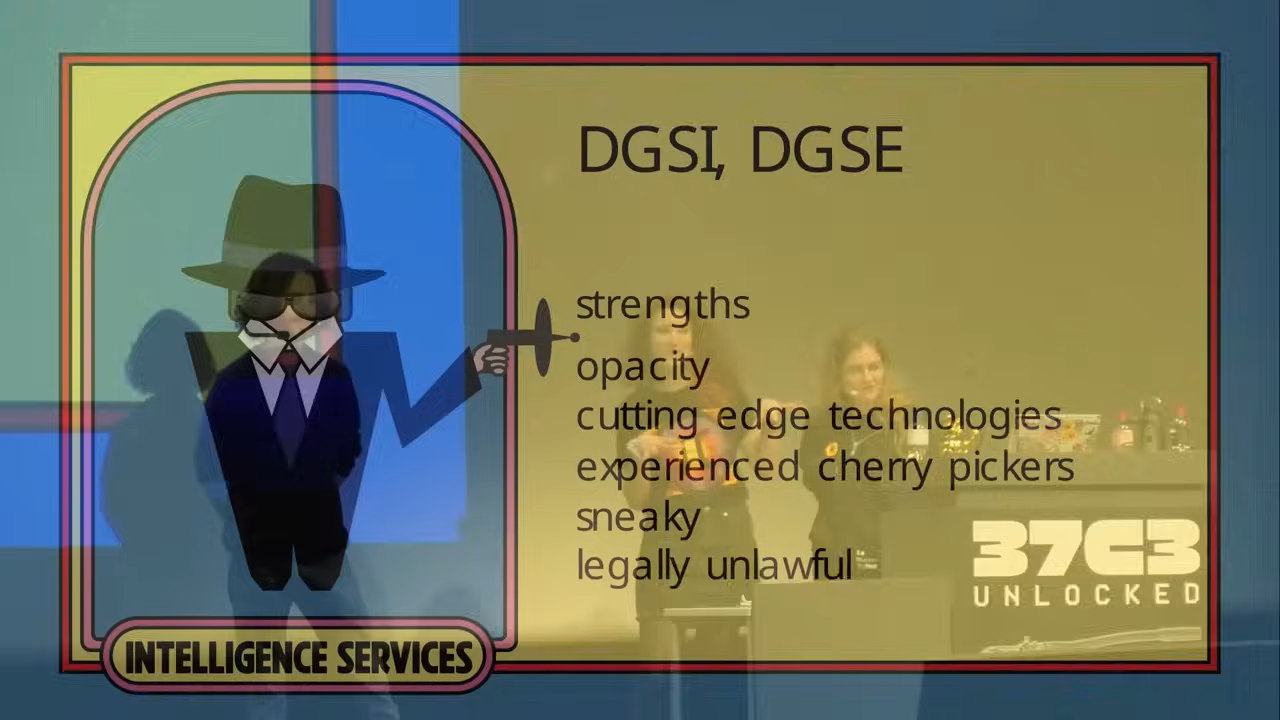 DGSI, DGSE
strengths
opacity
cutting edge technologies
experienced cherry pickers
sneaky
legally unlawful
37C3
UNLOCKED
INTELLIGENCE SERVICES